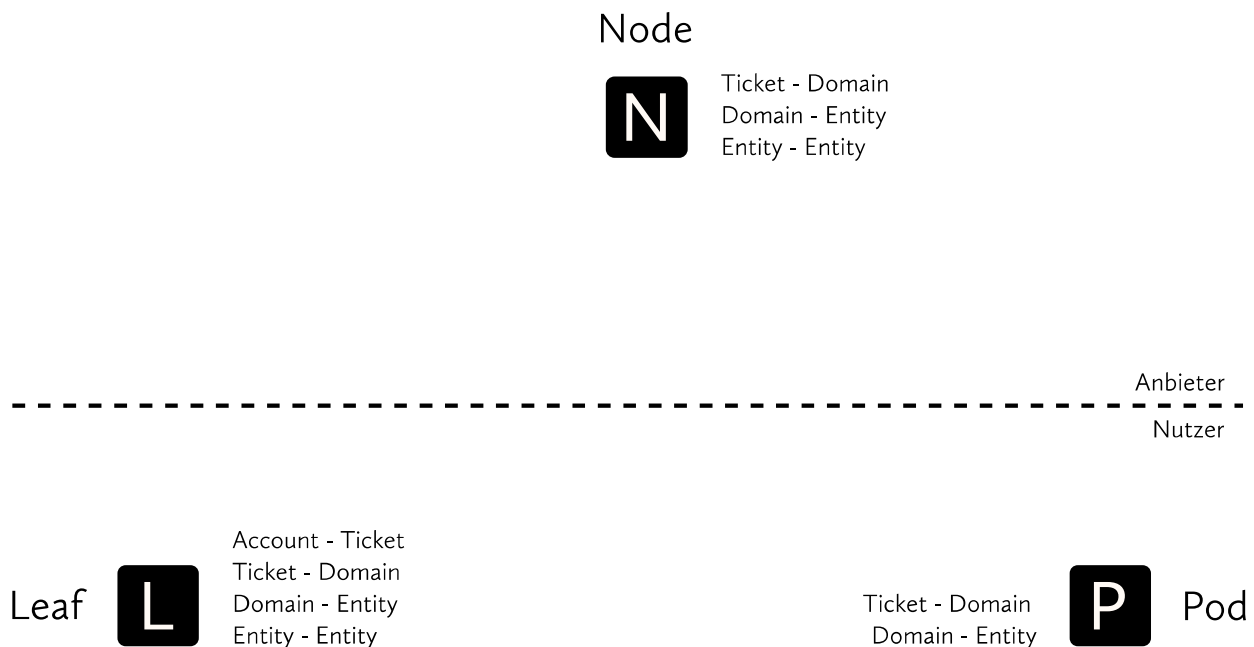 Node
N
Ticket - Domain
Domain - Entity
Entity - Entity
Anbieter
Nutzer
Leaf
L
Account - Ticket
Ticket - Domain
Domain - Entity
Entity - Entity
Ticket - Domain
Domain - Entity
P
Pod